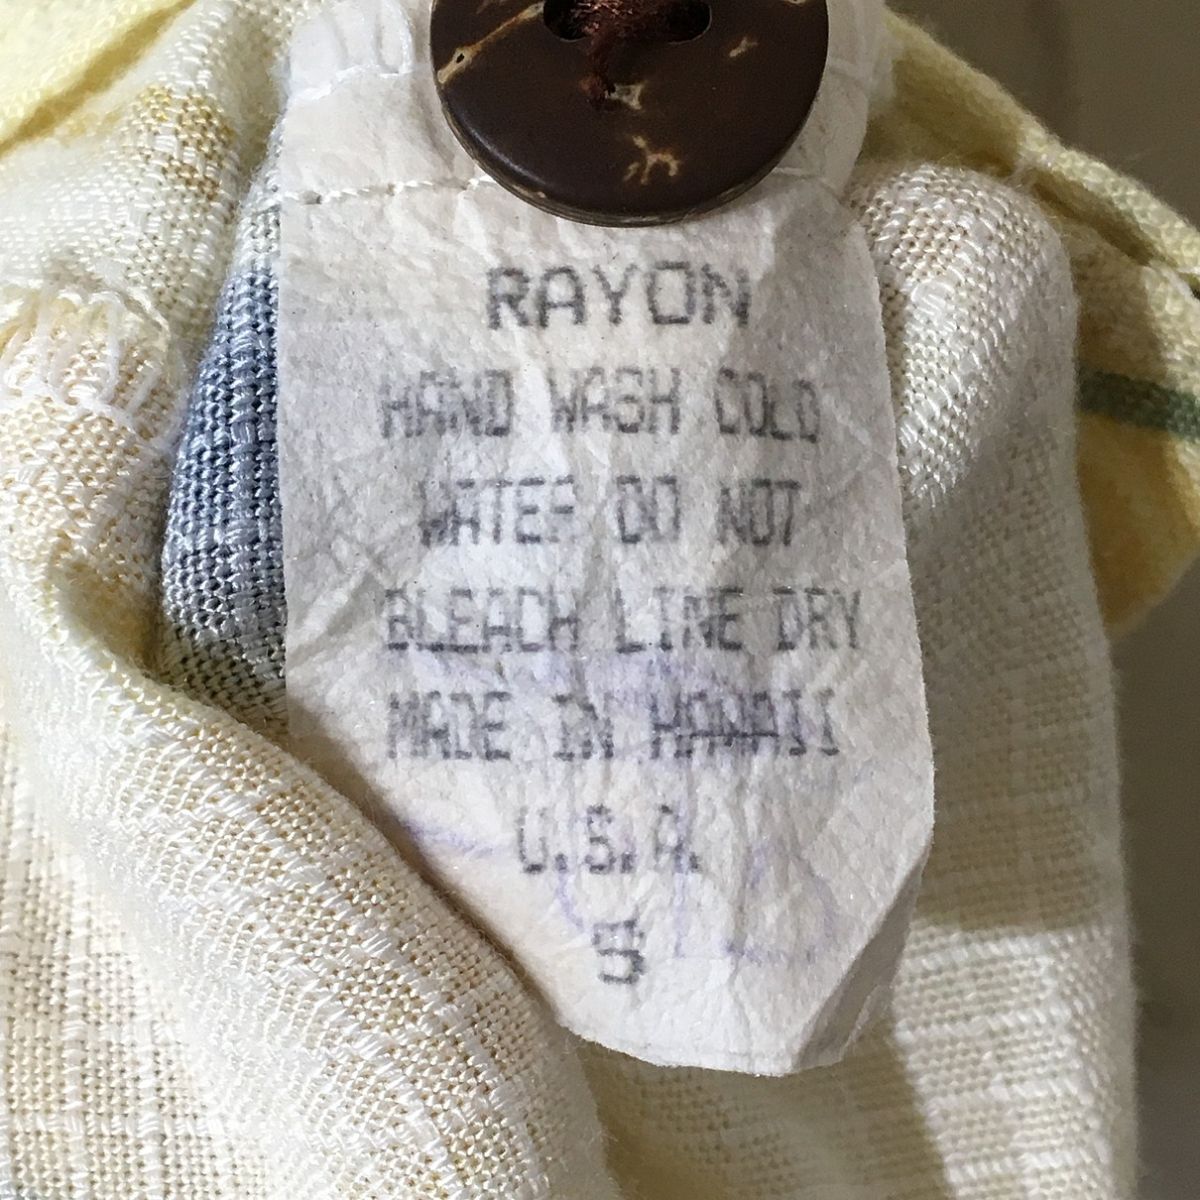 RAYON
HAND WASH COLD
WATER DO NOT
BLEACH LINE DRY
MADE IN HAWAII
U.S.A.
S